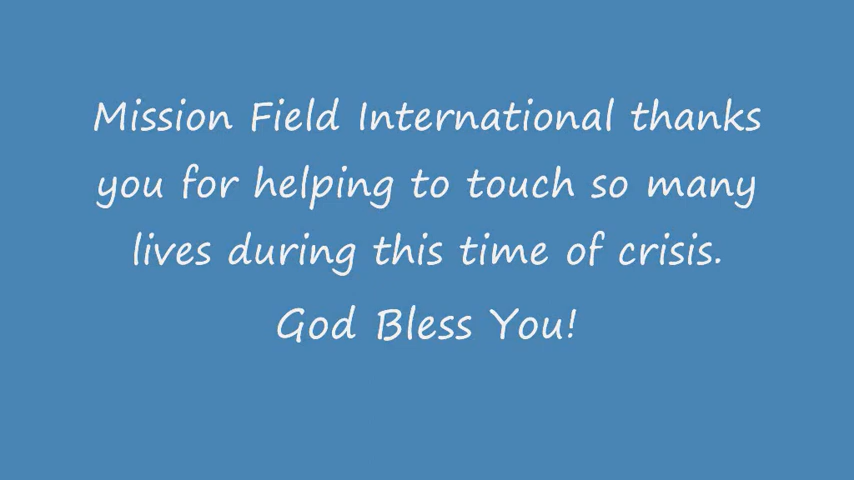 Mission Field International thanks
you for helping to touch so many
lives during this time of crisis.
God Bless You!